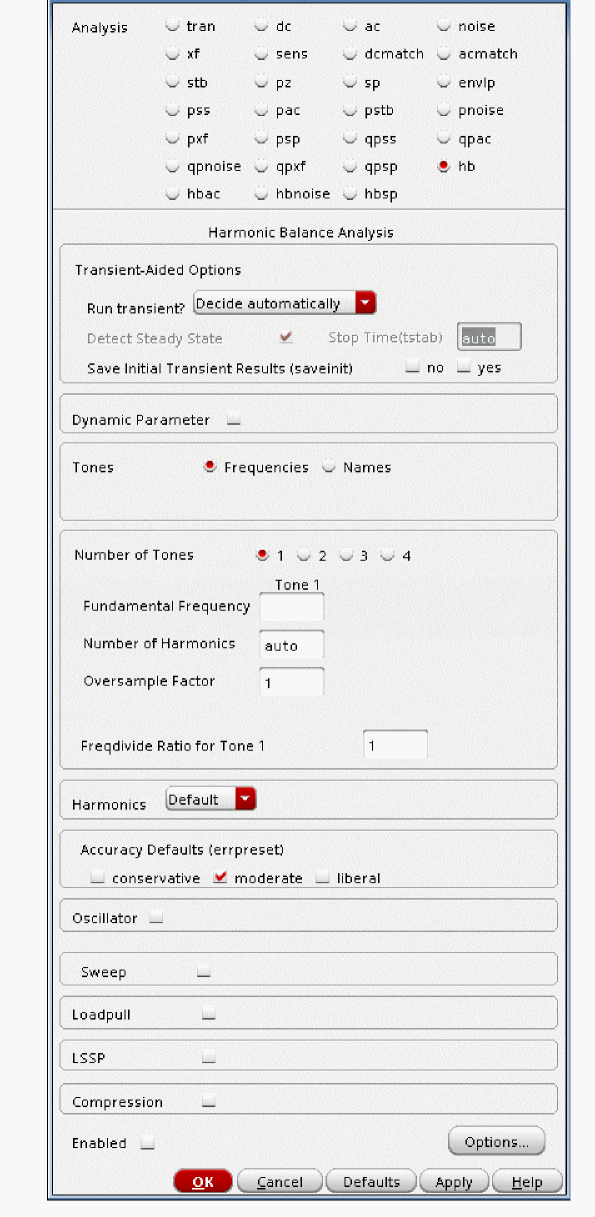 Analysis tran dc ac noise
xf sens dcmatch acmatch
stb pz sp envlp
pss pac pstb pnoise
pxf psp qpss qpac
qpnoise qpxf qpsp hb
hbac hbnoise hbsp
Harmonic Balance Analysis
Transient-Aided Options
Run transient? Decide automatically
Detect Steady State Stop Time(tstab) auto
Save Initial Transient Results (saveinit) no yes
Dynamic Parameter
Tones Frequencies Names
Number of Tones 1 2 3 4
Tone 1
Fundamental Frequency
Number of Harmonics auto
Oversample Factor 1
Freqdivide Ratio for Tone 1 1
Harmonics Default
Accuracy Defaults (errpreset)
conservative moderate liberal
Oscillator
Sweep
Loadpull
LSSP
Compression
Enabled Options...
OK Cancel Defaults Apply Help